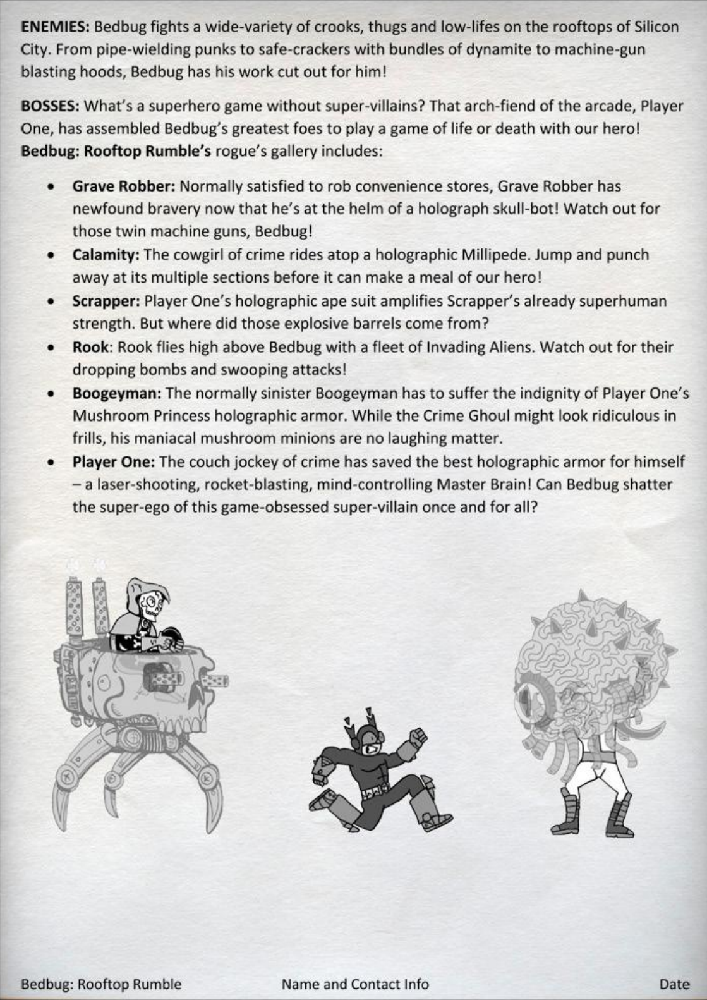 ENEMIES: Bedbug fights a wide-variety of crooks, thugs and low-lifes on the rooftops of Silicon
City. From pipe-wielding punks to safe-crackers with bundles of dynamite to machine-gun
blasting hoods, Bedbug has his work cut out for him!
BOSSES: What's a superhero game without super-villains? That arch-fiend of the arcade, Player
One, has assembled Bedbug's greatest foes to play a game of life or death with our hero!
Bedbug: Rooftop Rumble's rogue's gallery includes:
• Grave Robber: Normally satisfied to rob convenience stores, Grave Robber has
newfound bravery now that he's at the helm of a holograph skull-bot! Watch out for
those twin machine guns, Bedbug!
• Calamity: The cowgirl of crime rides atop a holographic Millipede. Jump and punch
away at its multiple sections before it can make a meal of our hero!
• Scrapper: Player One's holographic ape suit amplifies Scrapper's already superhuman
strength. But where did those explosive barrels come from?
• Rook: Rook flies high above Bedbug with a fleet of Invading Aliens. Watch out for their
dropping bombs and swooping attacks!
• Boogeyman: The normally sinister Boogeyman has to suffer the indignity of Player One's
Mushroom Princess holographic armor. While the Crime Ghoul might look ridiculous in
frills, his maniacal mushroom minions are no laughing matter.
• Player One: The couch jockey of crime has saved the best holographic armor for himself
– a laser-shooting, rocket-blasting, mind-controlling Master Brain! Can Bedbug shatter
the super-ego of this game-obsessed super-villain once and for all?
Bedbug: Rooftop Rumble Name and Contact Info Date